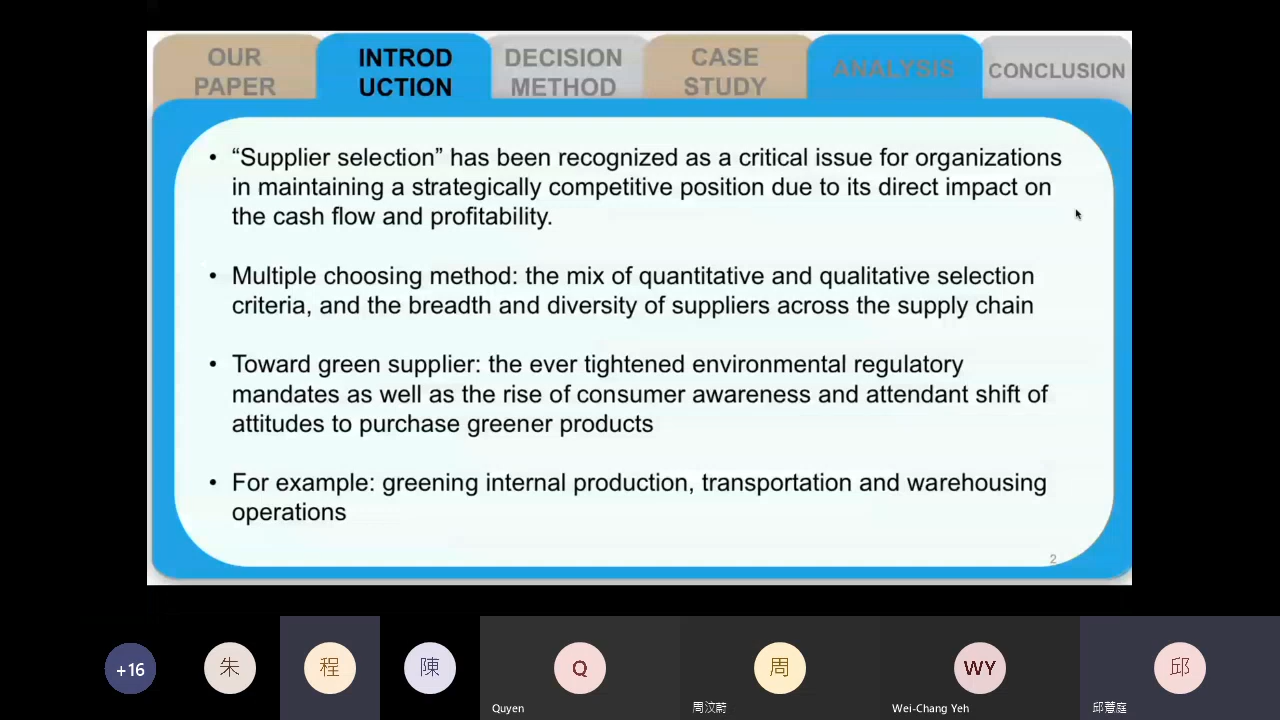 OUR
PAPER
INTROD
UCTION
DECISION
METHOD
CASE
STUDY
ANALYSIS
CONCLUSION
• “Supplier selection” has been recognized as a critical issue for organizations
in maintaining a strategically competitive position due to its direct impact on
the cash flow and profitability.
• Multiple choosing method: the mix of quantitative and qualitative selection
criteria, and the breadth and diversity of suppliers across the supply chain
• Toward green supplier: the ever tightened environmental regulatory
mandates as well as the rise of consumer awareness and attendant shift of
attitudes to purchase greener products
• For example: greening internal production, transportation and warehousing
operations
2
+16
朱
程
陳
Q
周
WY
邱
Quyen
周汶蔚
Wei-Chang Yeh